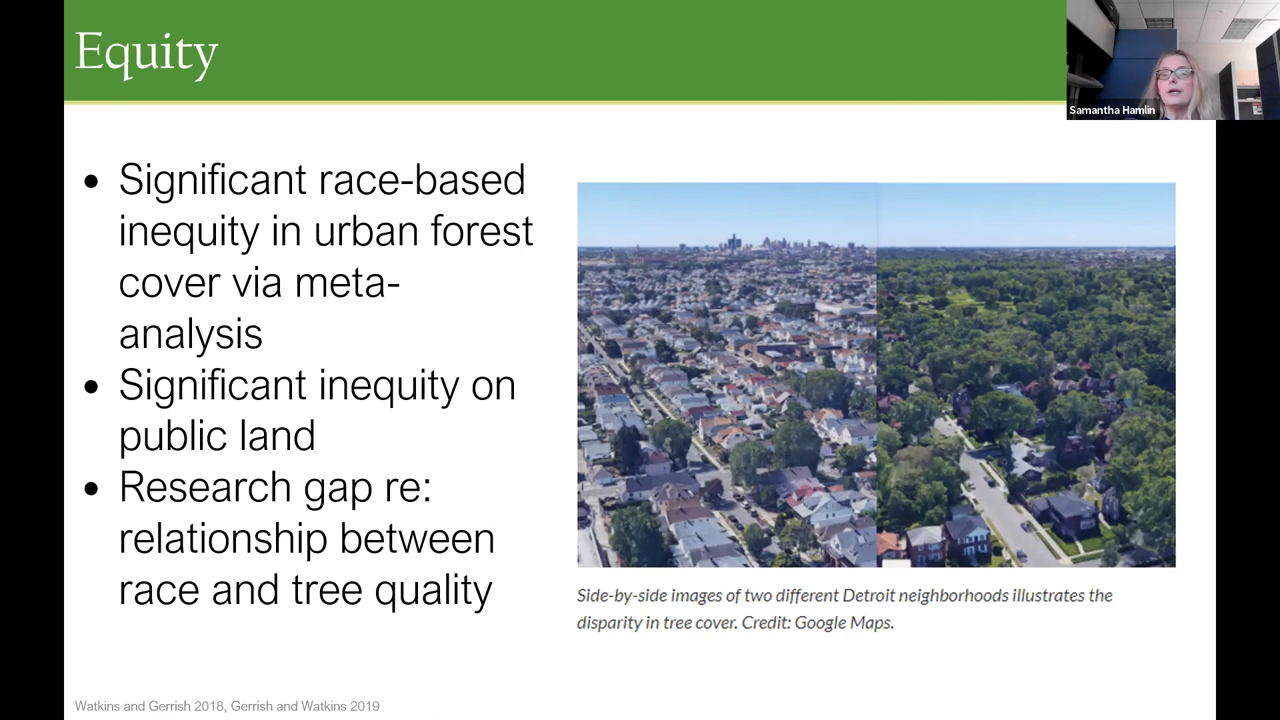 Equity
Samantha Hamlin
• Significant race-based
inequity in urban forest
cover via meta-
analysis
• Significant inequity on
public land
• Research gap re:
relationship between
race and tree quality
Side-by-side images of two different Detroit neighborhoods illustrates the
disparity in tree cover. Credit: Google Maps.
Watkins and Gerrish 2018, Gerrish and Watkins 2019